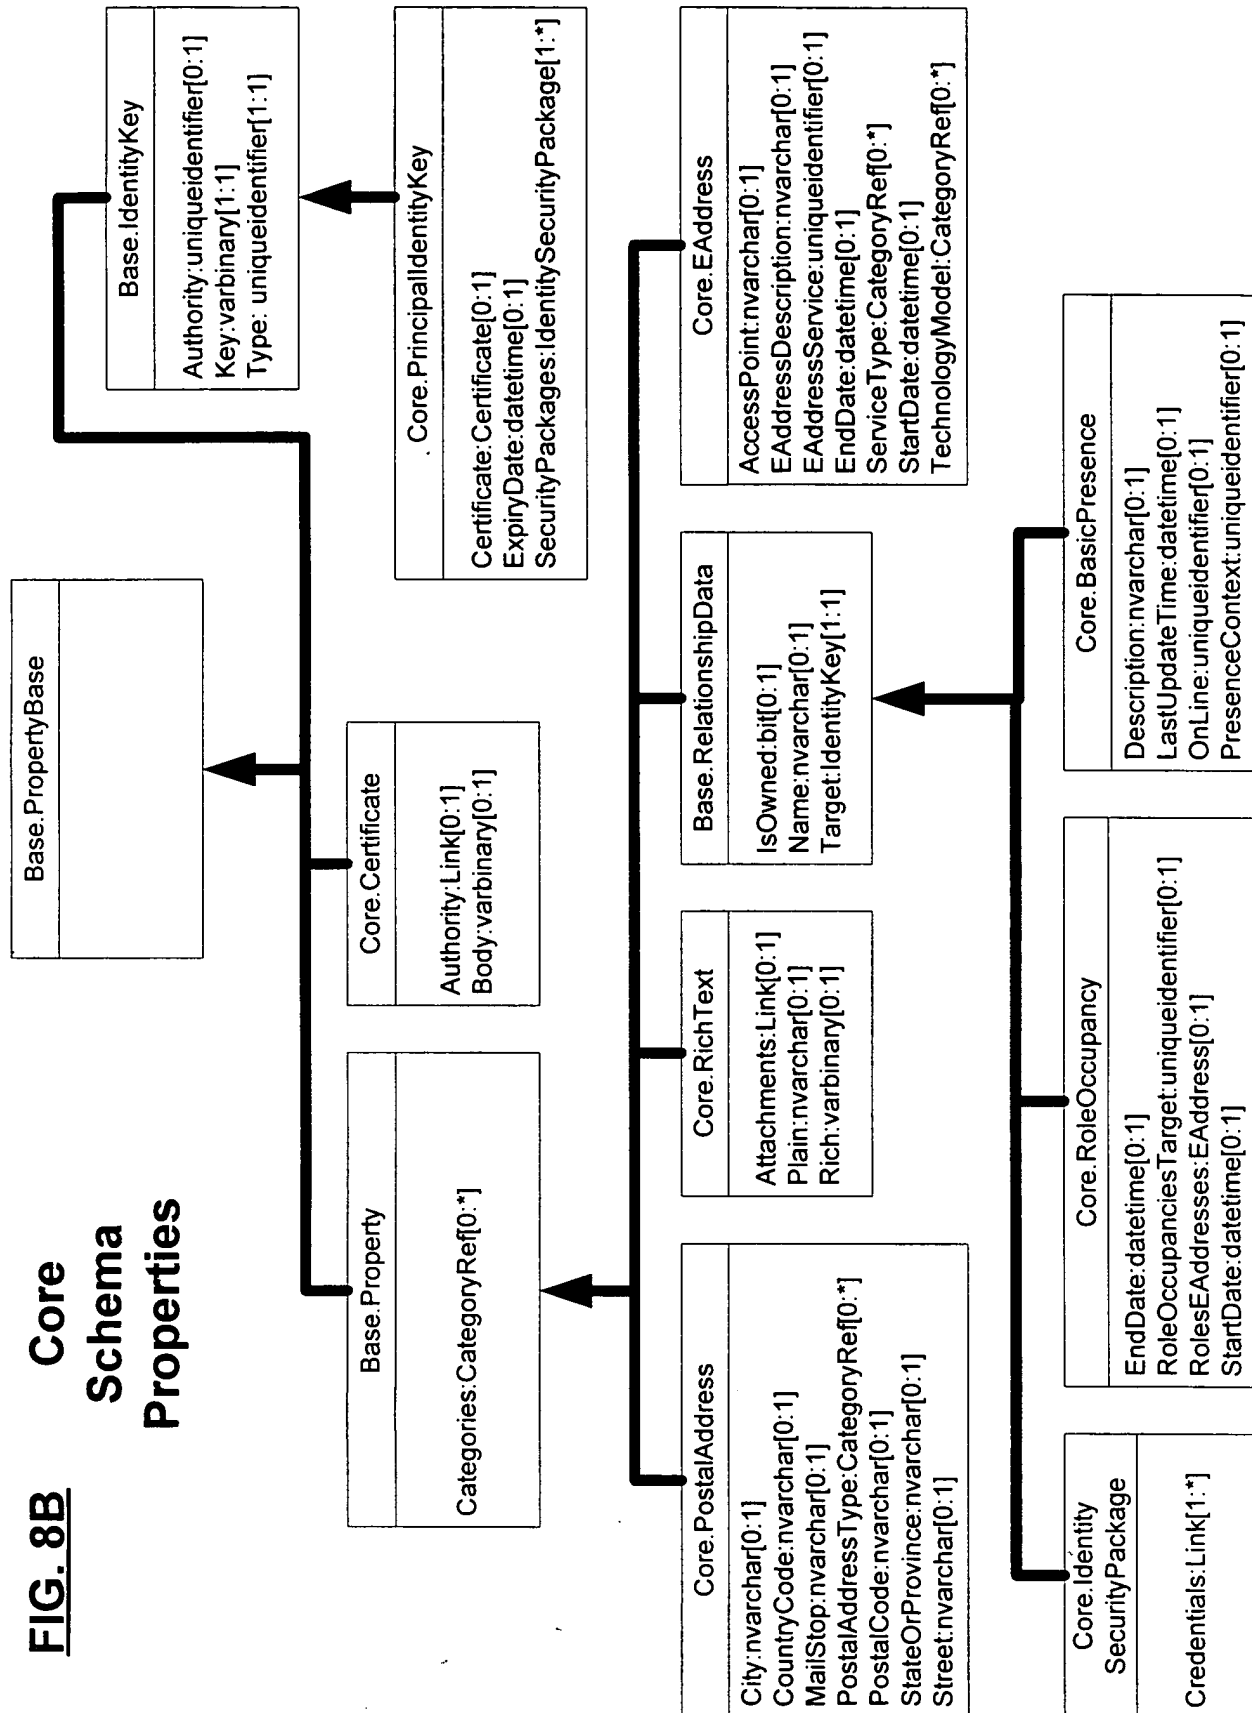 FIG. 8B
Core
Schema
Properties
Base.PropertyBase
Base.Property
Categories:CategoryRef[0:*]
Core.Certificate
Authority:Link[0:1]
Body:varbinary[0:1]
Base.IdentityKey
Authority:uniqueidentifier[0:1]
Key:varbinary[1:1]
Type: uniqueidentifier[1:1]
Core.PrincipalIdentityKey
Certificate:Certificate[0:1]
ExpiryDate:datetime[0:1]
SecurityPackages:IdentitySecurityPackage[1:*]
Core.PostalAddress
City:nvarchar[0:1]
CountryCode:nvarchar[0:1]
MailStop:nvarchar[0:1]
PostalAddressType:CategoryRef[0:*]
PostalCode:nvarchar[0:1]
StateOrProvince:nvarchar[0:1]
Street:nvarchar[0:1]
Core.RichText
Attachments:Link[0:1]
Plain:nvarchar[0:1]
Rich:varbinary[0:1]
Base.RelationshipData
IsOwned:bit[0:1]
Name:nvarchar[0:1]
Target:IdentityKey[1:1]
Core.EAddress
AccessPoint:nvarchar[0:1]
EAddressDescription:nvarchar[0:1]
EAddressService:uniqueidentifier[0:1]
EndDate:datetime[0:1]
ServiceType:CategoryRef[0:*]
StartDate:datetime[0:1]
TechnologyModel:CategoryRef[0:*]
Core.Identity
SecurityPackage
Credentials:Link[1:*]
Core.RoleOccupancy
EndDate:datetime[0:1]
RoleOccupanciesTarget:uniqueidentifier[0:1]
RolesEAddresses:EAddress[0:1]
StartDate:datetime[0:1]
Core.BasicPresence
Description:nvarchar[0:1]
LastUpdateTime:datetime[0:1]
OnLine:uniqueidentifier[0:1]
PresenceContext:uniqueidentifier[0:1]